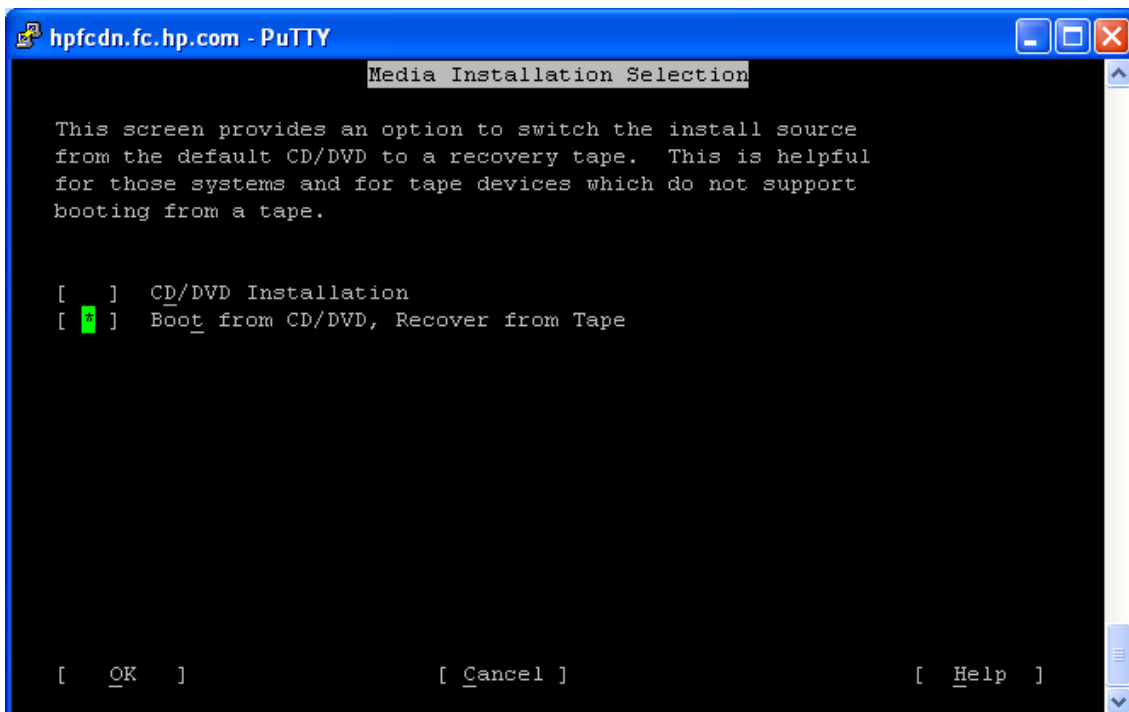 hpfcdn.fc.hp.com - PuTTY
Media Installation Selection
This screen provides an option to switch the install source
from the default CD/DVD to a recovery tape.  This is helpful
for those systems and for tape devices which do not support
booting from a tape.
[   ]  CD/DVD Installation
[ * ]  Boot from CD/DVD, Recover from Tape
[   OK   ] [ Cancel ] [  Help  ]